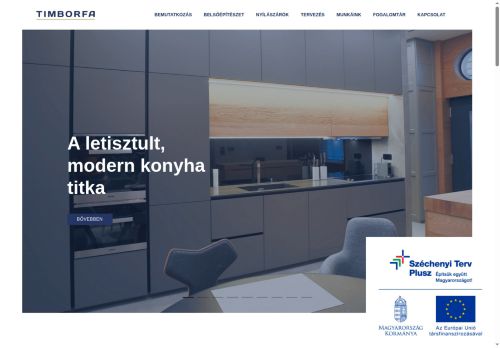 TIMBORFA
BEMUTATKOZÁS BELSŐÉPÍTÉSZET NYÍLÁSZÁRÓK TERVEZÉS MUNKÁINK FOGALOMTÁR KAPCSOLAT
A letisztult,
modern konyha
titka
BŐVEBBEN
Széchenyi Terv
Plusz
Építsük együtt
Magyarországot!
MAGYARORSZÁG
KORMÁNYA
Az Európai Unió
társfinanszírozásával